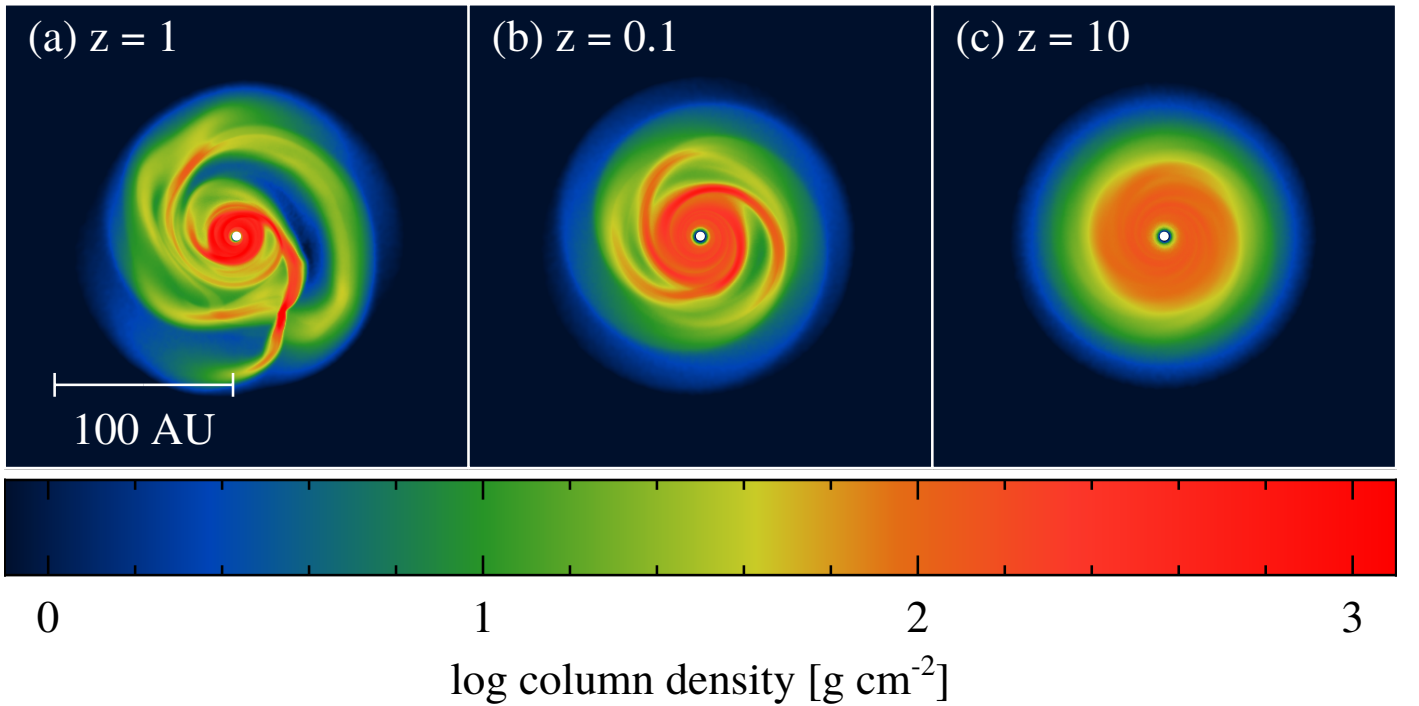 (a) z = 1
(b) z = 0.1
(c) z = 10
100 AU
0 1 2 3
log column density [g cm⁻²]